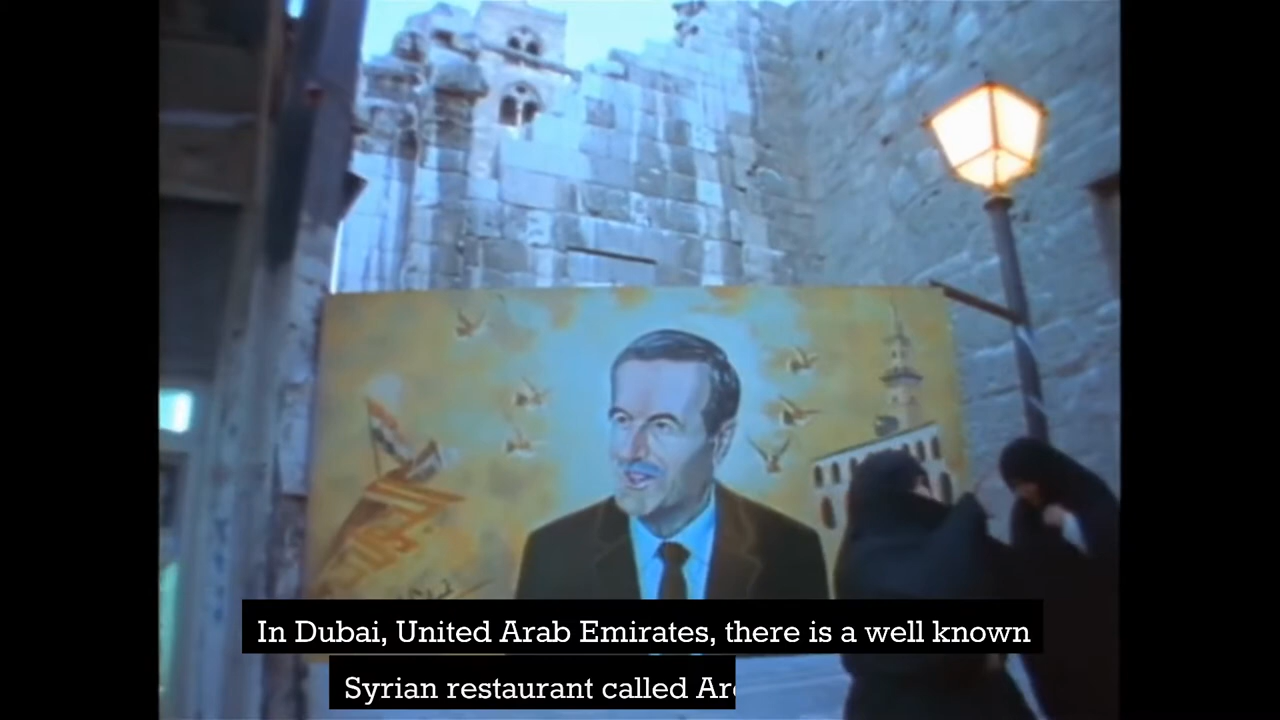 In Dubai, United Arab Emirates, there is a well known
Syrian restaurant called Ar